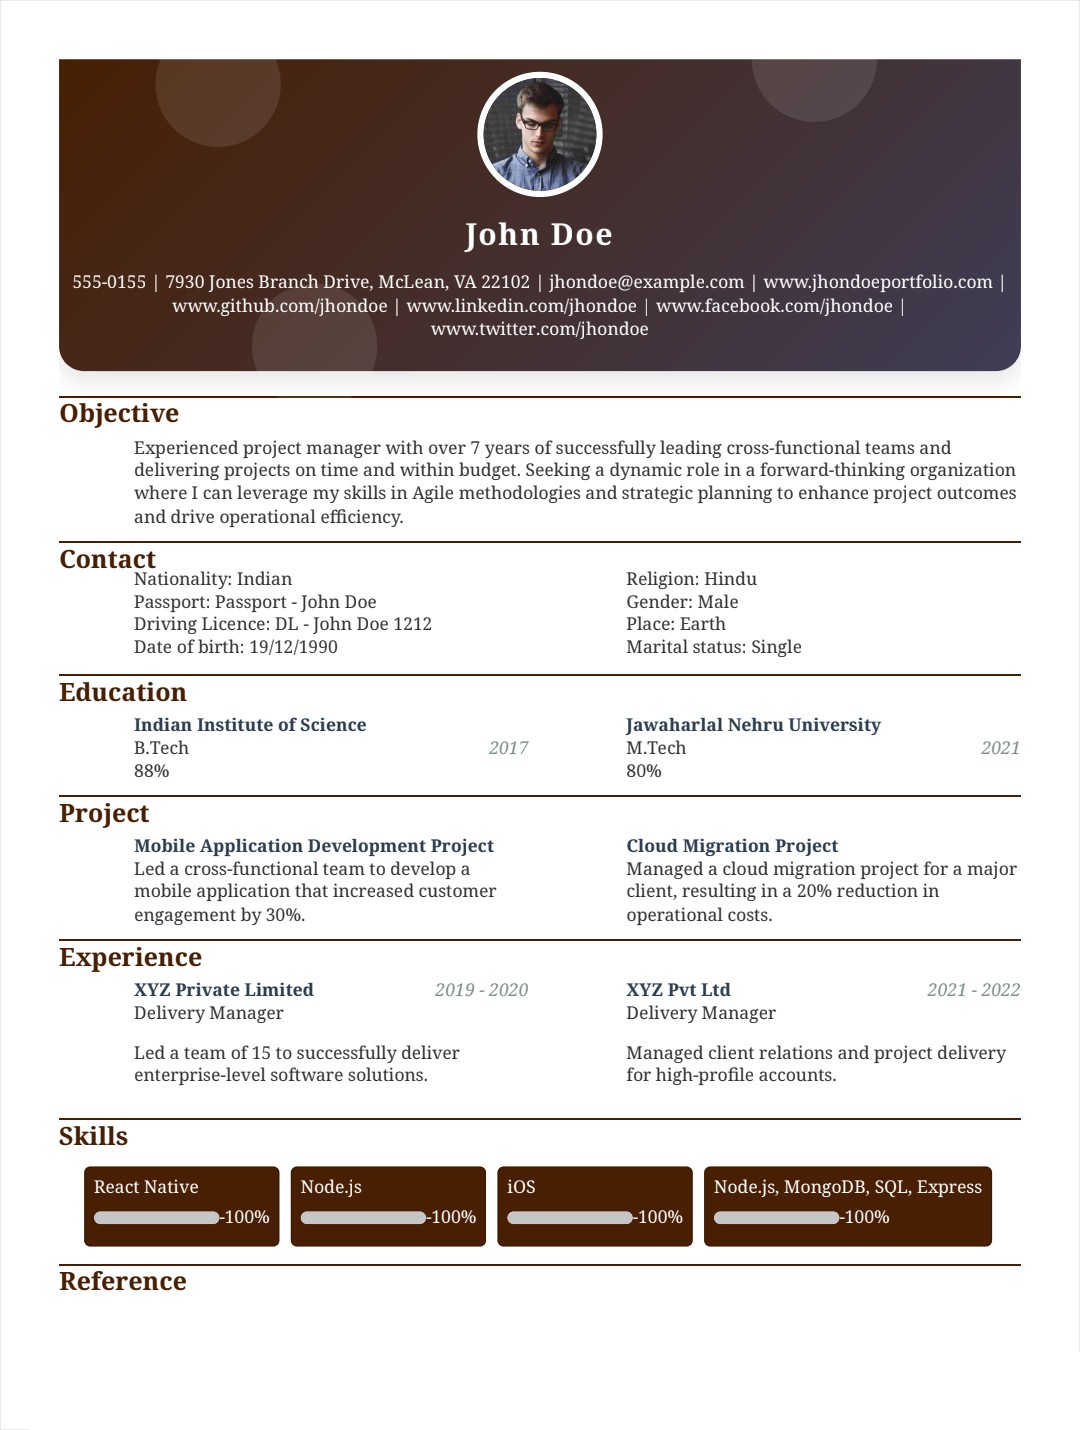 John Doe
555-0155 | 7930 Jones Branch Drive, McLean, VA 22102 | jhondoe@example.com | www.jhondoeportfolio.com |
www.github.com/jhondoe | www.linkedin.com/jhondoe | www.facebook.com/jhondoe |
www.twitter.com/jhondoe
Objective
Experienced project manager with over 7 years of successfully leading cross-functional teams and
delivering projects on time and within budget. Seeking a dynamic role in a forward-thinking organization
where I can leverage my skills in Agile methodologies and strategic planning to enhance project outcomes
and drive operational efficiency.
Contact
Nationality: Indian
Passport: Passport - John Doe
Driving Licence: DL - John Doe 1212
Date of birth: 19/12/1990
Religion: Hindu
Gender: Male
Place: Earth
Marital status: Single
Education
Indian Institute of Science
B.Tech 2017
88%
Jawaharlal Nehru University
M.Tech 2021
80%
Project
Mobile Application Development Project
Led a cross-functional team to develop a
mobile application that increased customer
engagement by 30%.
Cloud Migration Project
Managed a cloud migration project for a major
client, resulting in a 20% reduction in
operational costs.
Experience
XYZ Private Limited 2019 - 2020
Delivery Manager
Led a team of 15 to successfully deliver
enterprise-level software solutions.
XYZ Pvt Ltd 2021 - 2022
Delivery Manager
Managed client relations and project delivery
for high-profile accounts.
Skills
React Native
-100%
Node.js
-100%
iOS
-100%
Node.js, MongoDB, SQL, Express
-100%
Reference